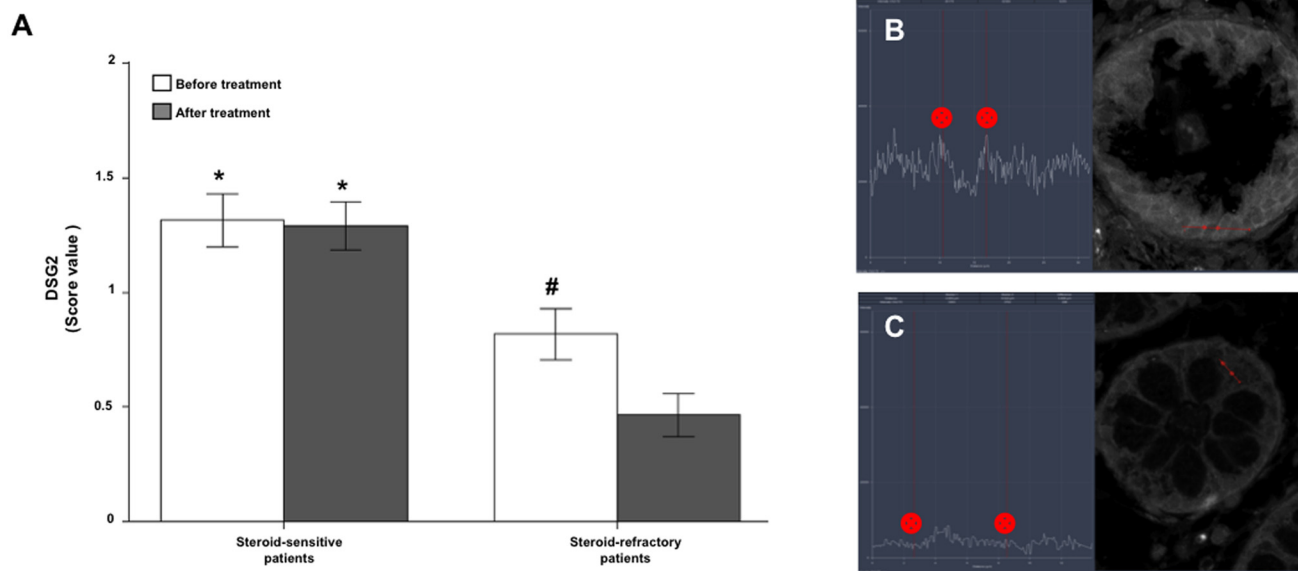 A
2
Before treatment
After treatment
1.5
1
0.5
0
DSG2
(Score value )
*
*
#
Steroid-sensitive
patients
Steroid-refractory
patients
B
C